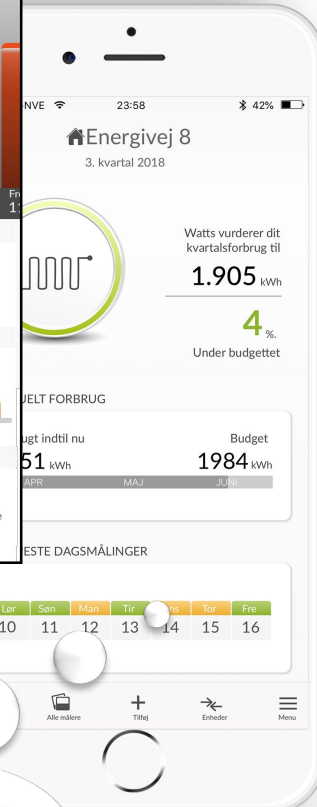 NVE 23:58 42%
Energivej 8
3. kvartal 2018
Watts vurderer dit
kvartalsforbrug til
1.905 kWh
4 %.
Under budgettet
UELT FORBRUG
ugt indtil nu Budget
51 kWh 1984 kWh
APR MAJ JUNI
ESTE DAGSMÅLINGER
Lør Søn Man Tir ns Tor Fre
10 11 12 13 14 15 16
Alle målere Tilføj Enheder Menu